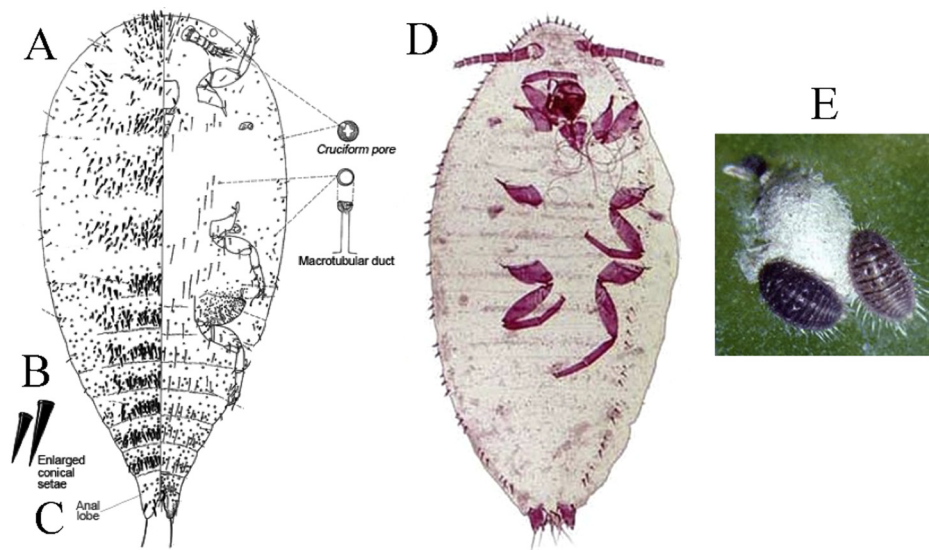 A
Cruciform pore
Macrotubular duct
B
Enlarged
conical
setae
C
Anal
lobe
D
E